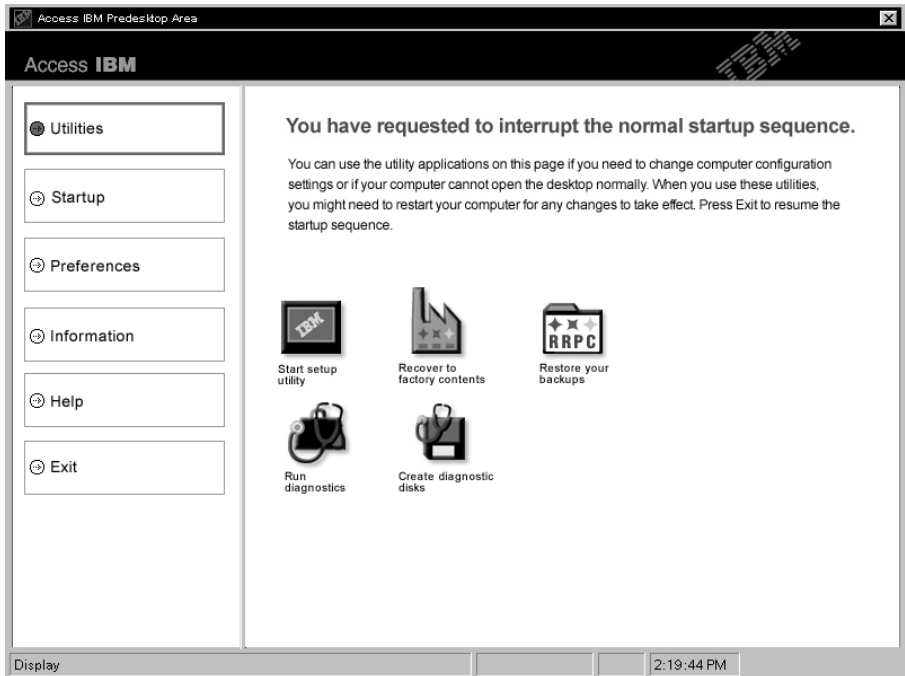 Access IBM Predesktop Area
Access IBM
IBM
Utilities
Startup
Preferences
Information
Help
Exit
You have requested to interrupt the normal startup sequence.
You can use the utility applications on this page if you need to change computer configuration
settings or if your computer cannot open the desktop normally. When you use these utilities,
you might need to restart your computer for any changes to take effect. Press Exit to resume the
startup sequence.
IBM
Start setup
utility
Recover to
factory contents
RRPC
Restore your
backups
Run
diagnostics
Create diagnostic
disks
Display
2:19:44 PM